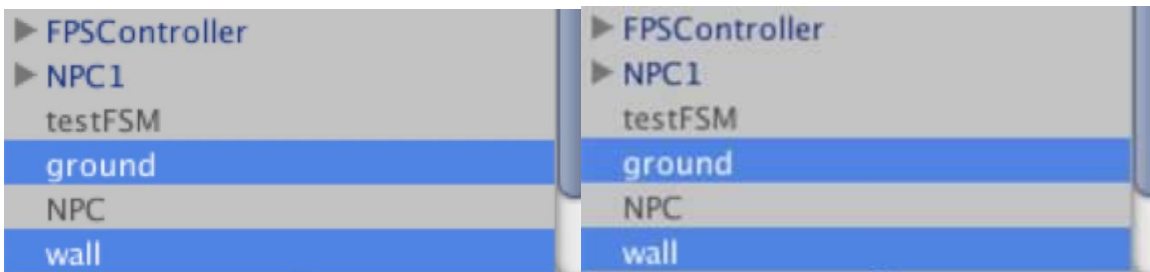 FPSController
NPC1
testFSM
ground
NPC
wall
FPSController
NPC1
testFSM
ground
NPC
wall